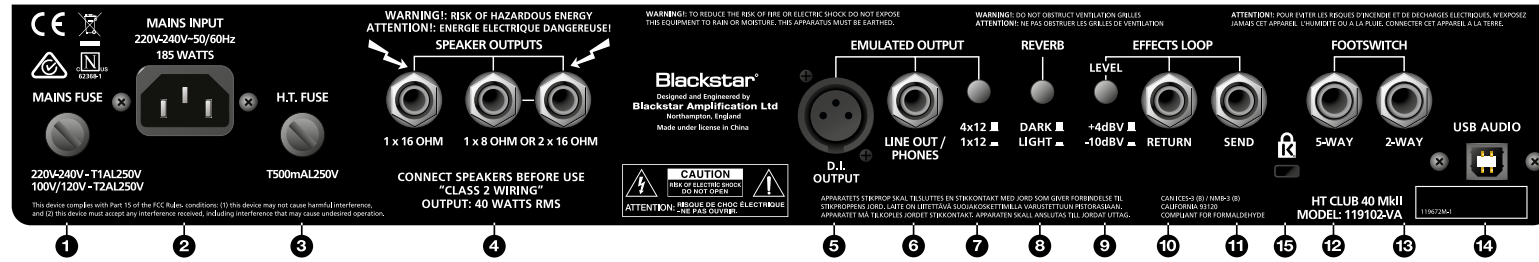 CE
MAINS INPUT
220V-240V~50/60Hz
185 WATTS
C N US
62368-1
MAINS FUSE
H.T. FUSE
220V-240V - T1AL250V
100V/120V - T2AL250V
T500mAL250V
This device complies with Part 15 of the FCC Rules. conditions: (1) this device may not cause harmful interference,
and (2) this device must accept any interference received, including interference that may cause undesired operation.
WARNING!: RISK OF HAZARDOUS ENERGY
ATTENTION!: ENERGIE ELECTRIQUE DANGEREUSE!
SPEAKER OUTPUTS
1 x 16 OHM
1 x 8 OHM OR 2 x 16 OHM
CONNECT SPEAKERS BEFORE USE
"CLASS 2 WIRING"
OUTPUT: 40 WATTS RMS
WARNING!: TO REDUCE THE RISK OF FIRE OR ELECTRIC SHOCK DO NOT EXPOSE
THIS EQUIPMENT TO RAIN OR MOISTURE. THIS APPARATUS MUST BE EARTHED.
Blackstar®
Designed and Engineered by
Blackstar Amplification Ltd
Northampton, England
Made under license in China
CAUTION
RISK OF ELECTRIC SHOCK
DO NOT OPEN
ATTENTION: RISQUE DE CHOC ÉLECTRIQUE
-NE PAS OUVRIR.
WARNING!: DO NOT OBSTRUCT VENTILATION GRILLES
ATTENTION!: NE PAS OBSTRUER LES GRILLES DE VENTILATION
ATTENTION!: POUR EVITER LES RISQUES D'INCENDIE ET DE DECHARGES ELECTRIQUES, N'EXPOSEZ
JAMAIS CET APPAREIL L'HUMIDITE OU A LA PLUIE. CONNECTER CET APPAREIL A LA TERRE.
EMULATED OUTPUT
REVERB
EFFECTS LOOP
FOOTSWITCH
LEVEL
D.I.
OUTPUT
LINE OUT /
PHONES
4x12
1x12
DARK
LIGHT
+4dBV
-10dBV
RETURN
SEND
K
5-WAY
2-WAY
USB AUDIO
APPARATETS STIKPROP SKAL TILSLUTTES EN STIKKONTAKT MED JORD SOM GIVER FORBINDELSE TIL
STIKPROPPENS JORD. LAITE ON LIITETTÄVÄ SUOJAKOSKETTIMILLA VARUSTETTUUN PISTORASIAAN.
APPARATET MÅ TILKOPLES JORDET STIKKONTAKT. APPARATEN SKALL ANSLUTAS TILL JORDAT UTTAG.
CAN ICES-3 (B) / NMB-3 (B)
CALIFORNIA 93120
COMPLIANT FOR FORMALDEHYDE
HT CLUB 40 MkII
MODEL: 119102-VA
119672M-1
1 2 3 4 5 6 7 8 9 10 11 15 12 13 14